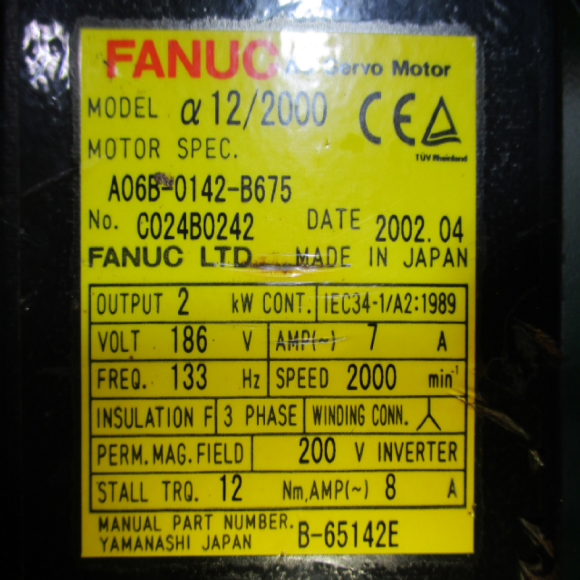 FANUC AC Servo Motor
MODEL α12/2000 CE
TÜV Rheinland
MOTOR SPEC.
A06B-0142-B675
No. C024B0242 DATE 2002.04
FANUC LTD MADE IN JAPAN
OUTPUT 2 kW CONT. IEC34-1/A2:1989
VOLT 186 V AMP(~) 7 A
FREQ. 133 Hz SPEED 2000 min⁻¹
INSULATION F 3 PHASE WINDING CONN.
PERM.MAG.FIELD 200 V INVERTER
STALL TRQ. 12 Nm,AMP(~) 8 A
MANUAL PART NUMBER. B-65142E
YAMANASHI JAPAN